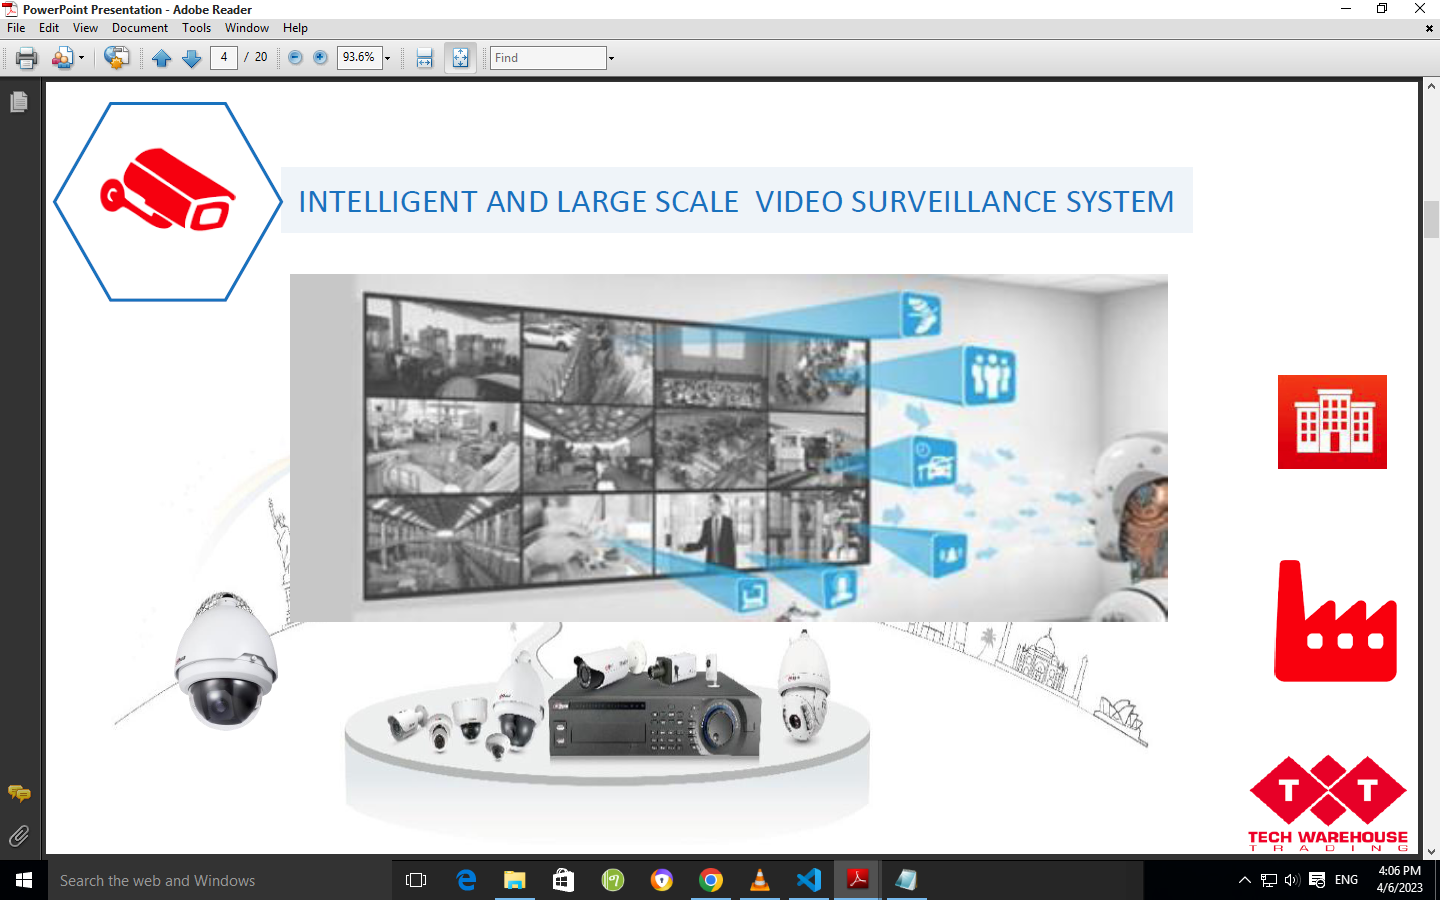 PowerPoint Presentation - Adobe Reader
File Edit View Document Tools Window Help
4 / 20 93.6% Find
INTELLIGENT AND LARGE SCALE VIDEO SURVEILLANCE SYSTEM
T T
TECH WAREHOUSE
TRADING
Search the web and Windows
ENG
4:06 PM
4/6/2023